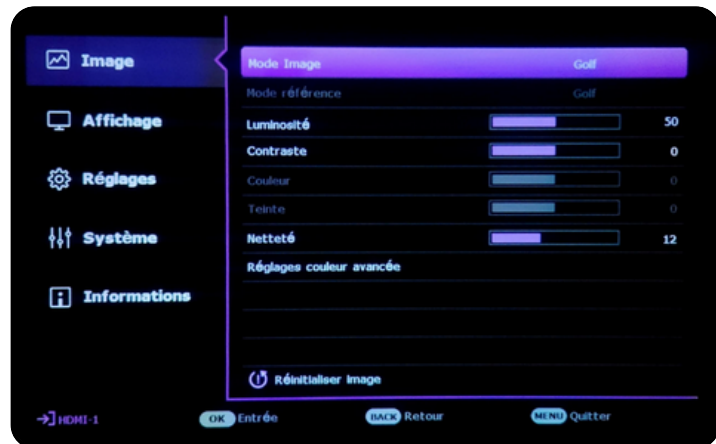 Image
Affichage
Réglages
Système
Informations
Mode Image Golf
Mode référence Golf
Luminosité 50
Contraste 0
Couleur 0
Teinte 0
Netteté 12
Réglages couleur avancée
Réinitialiser Image
HDMI-1 OK Entrée BACK Retour MENU Quitter